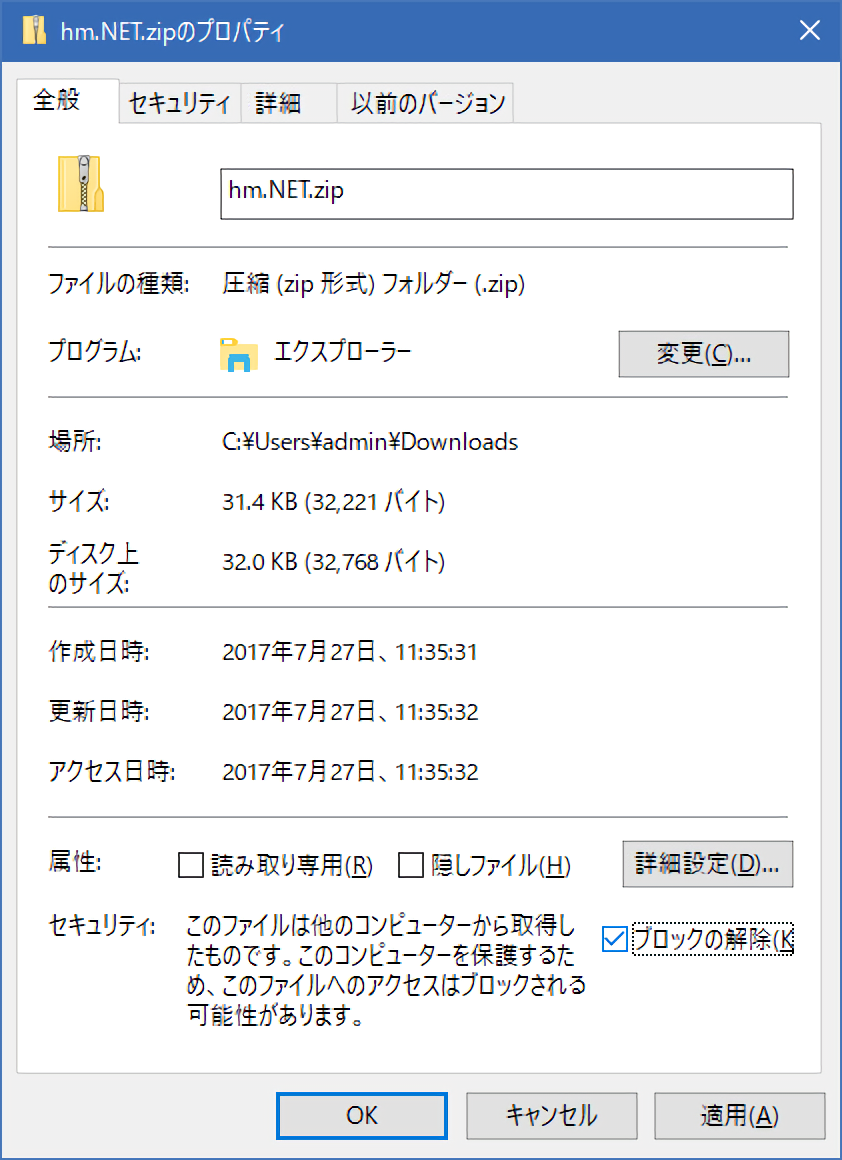 hm.NET.zipのプロパティ
全般 セキュリティ 詳細 以前のバージョン
hm.NET.zip
ファイルの種類: 圧縮 (zip 形式) フォルダー (.zip)
プログラム: エクスプローラー 変更(C)...
場所: C:¥Users¥admin¥Downloads
サイズ: 31.4 KB (32,221 バイト)
ディスク上
のサイズ: 32.0 KB (32,768 バイト)
作成日時: 2017年7月27日、11:35:31
更新日時: 2017年7月27日、11:35:32
アクセス日時: 2017年7月27日、11:35:32
属性: 読み取り専用(R) 隠しファイル(H) 詳細設定(D)...
セキュリティ: このファイルは他のコンピューターから取得し
たものです。このコンピューターを保護するた
め、このファイルへのアクセスはブロックされる
可能性があります。
ブロックの解除(K
OK キャンセル 適用(A)